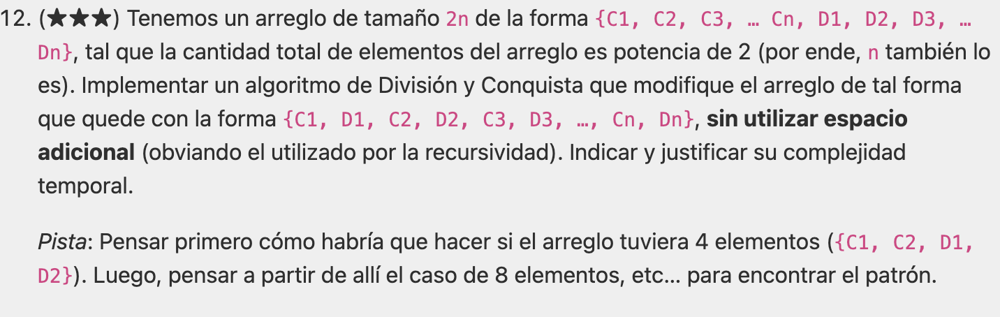 12. (★★★) Tenemos un arreglo de tamaño 2n de la forma {C1, C2, C3, … Cn, D1, D2, D3, …
Dn}, tal que la cantidad total de elementos del arreglo es potencia de 2 (por ende, n también lo
es). Implementar un algoritmo de División y Conquista que modifique el arreglo de tal forma
que quede con la forma {C1, D1, C2, D2, C3, D3, …, Cn, Dn}, sin utilizar espacio
adicional (obviando el utilizado por la recursividad). Indicar y justificar su complejidad
temporal.
Pista: Pensar primero cómo habría que hacer si el arreglo tuviera 4 elementos ({C1, C2, D1,
D2}). Luego, pensar a partir de allí el caso de 8 elementos, etc… para encontrar el patrón.